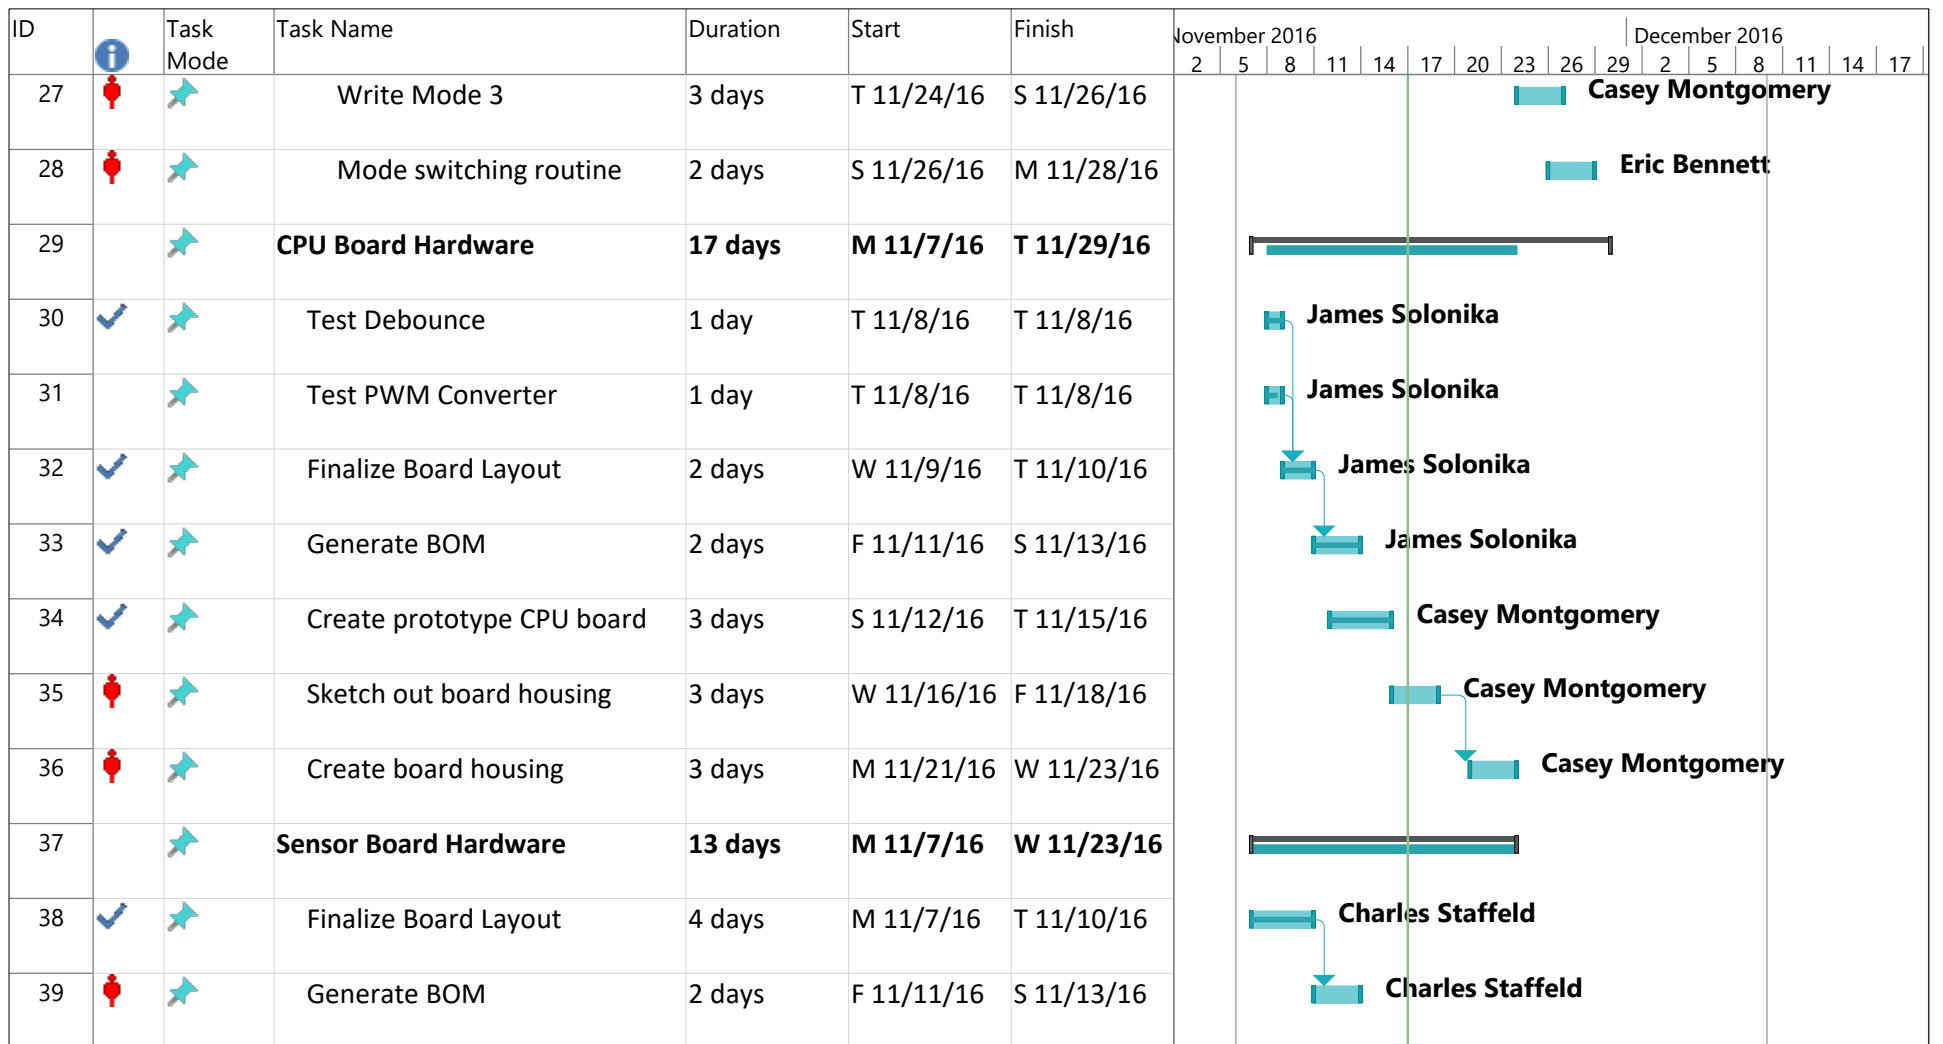 ID Task Mode Task Name Duration Start Finish November 2016 December 2016
2 5 8 11 14 17 20 23 26 29 2 5 8 11 14 17
27 Write Mode 3 3 days T 11/24/16 S 11/26/16 Casey Montgomery
28 Mode switching routine 2 days S 11/26/16 M 11/28/16 Eric Bennett
29 CPU Board Hardware 17 days M 11/7/16 T 11/29/16
30 Test Debounce 1 day T 11/8/16 T 11/8/16 James Solonika
31 Test PWM Converter 1 day T 11/8/16 T 11/8/16 James Solonika
32 Finalize Board Layout 2 days W 11/9/16 T 11/10/16 James Solonika
33 Generate BOM 2 days F 11/11/16 S 11/13/16 James Solonika
34 Create prototype CPU board 3 days S 11/12/16 T 11/15/16 Casey Montgomery
35 Sketch out board housing 3 days W 11/16/16 F 11/18/16 Casey Montgomery
36 Create board housing 3 days M 11/21/16 W 11/23/16 Casey Montgomery
37 Sensor Board Hardware 13 days M 11/7/16 W 11/23/16
38 Finalize Board Layout 4 days M 11/7/16 T 11/10/16 Charles Staffeld
39 Generate BOM 2 days F 11/11/16 S 11/13/16 Charles Staffeld